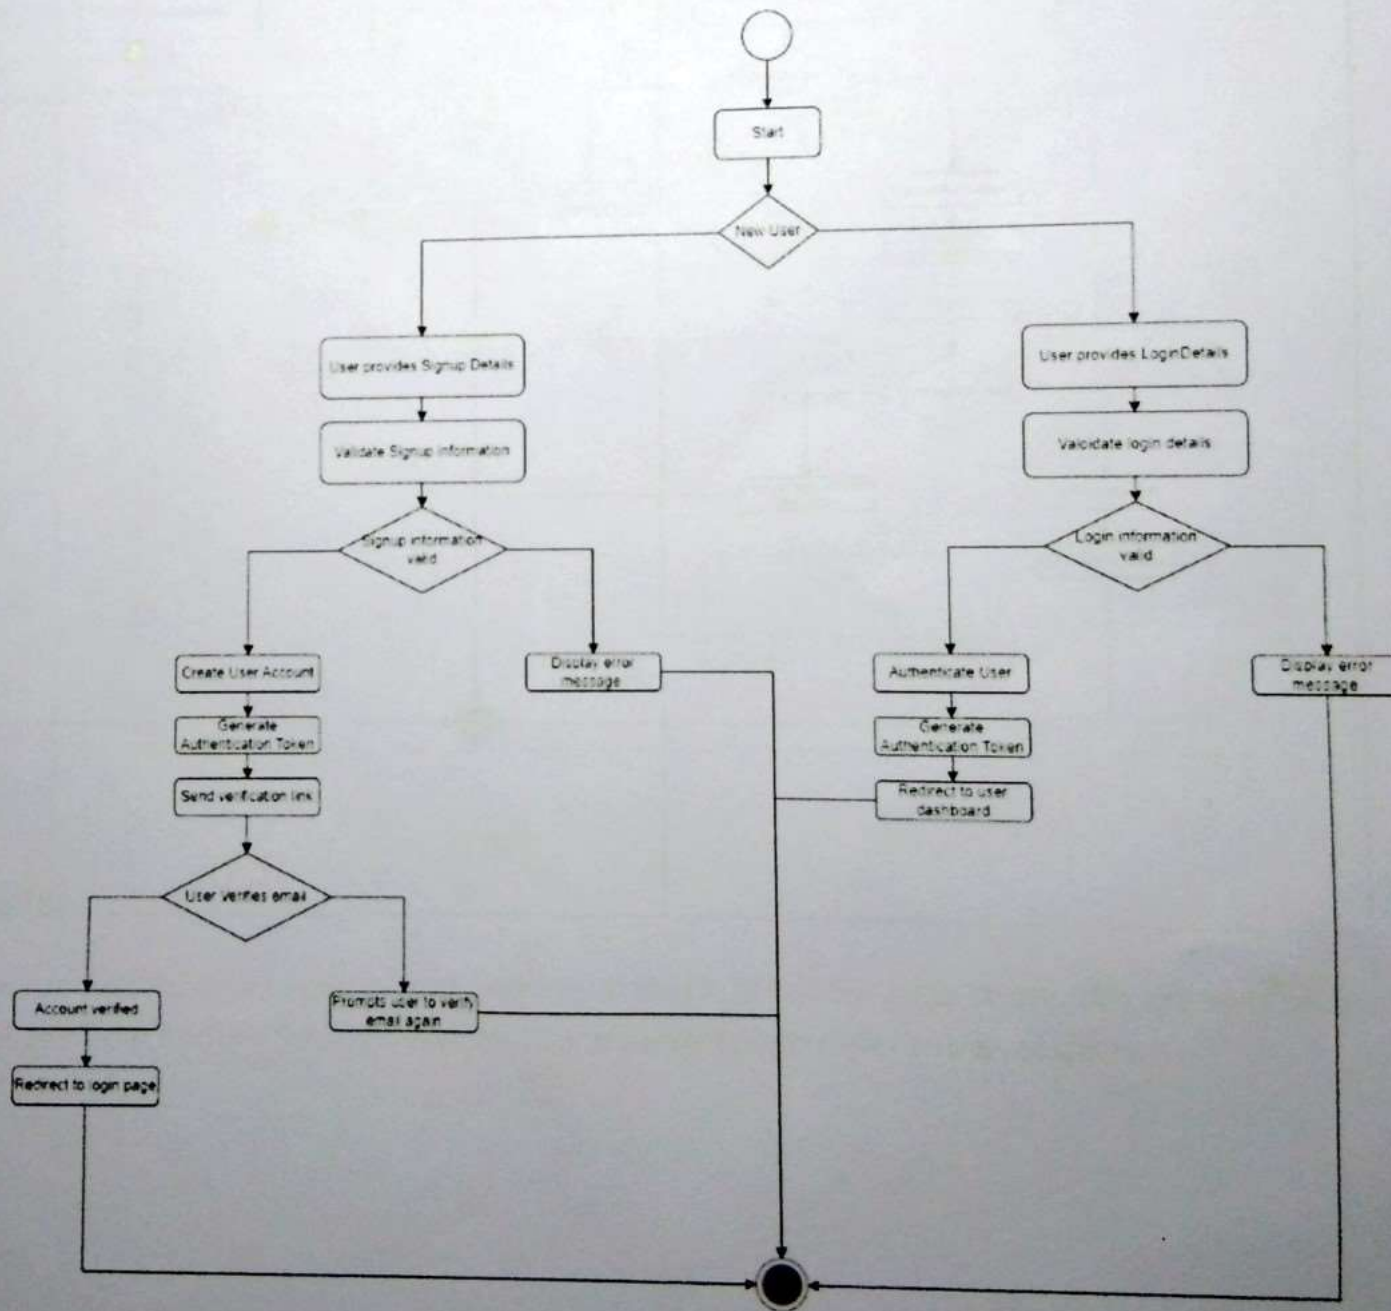 Start
New User
User provides Signup Details
User provides LoginDetails
Validate Signup information
Valoidate login details
Signup information
valid
Login information
valid
Create User Account
Display error
message
Authenticate User
Display error
message
Generate
Authentication Token
Generate
Authentication Token
Send verification link
Redirect to user
dashboard
User Verifies email
Account verified
Prompts user to verify
email again
Redirect to login page